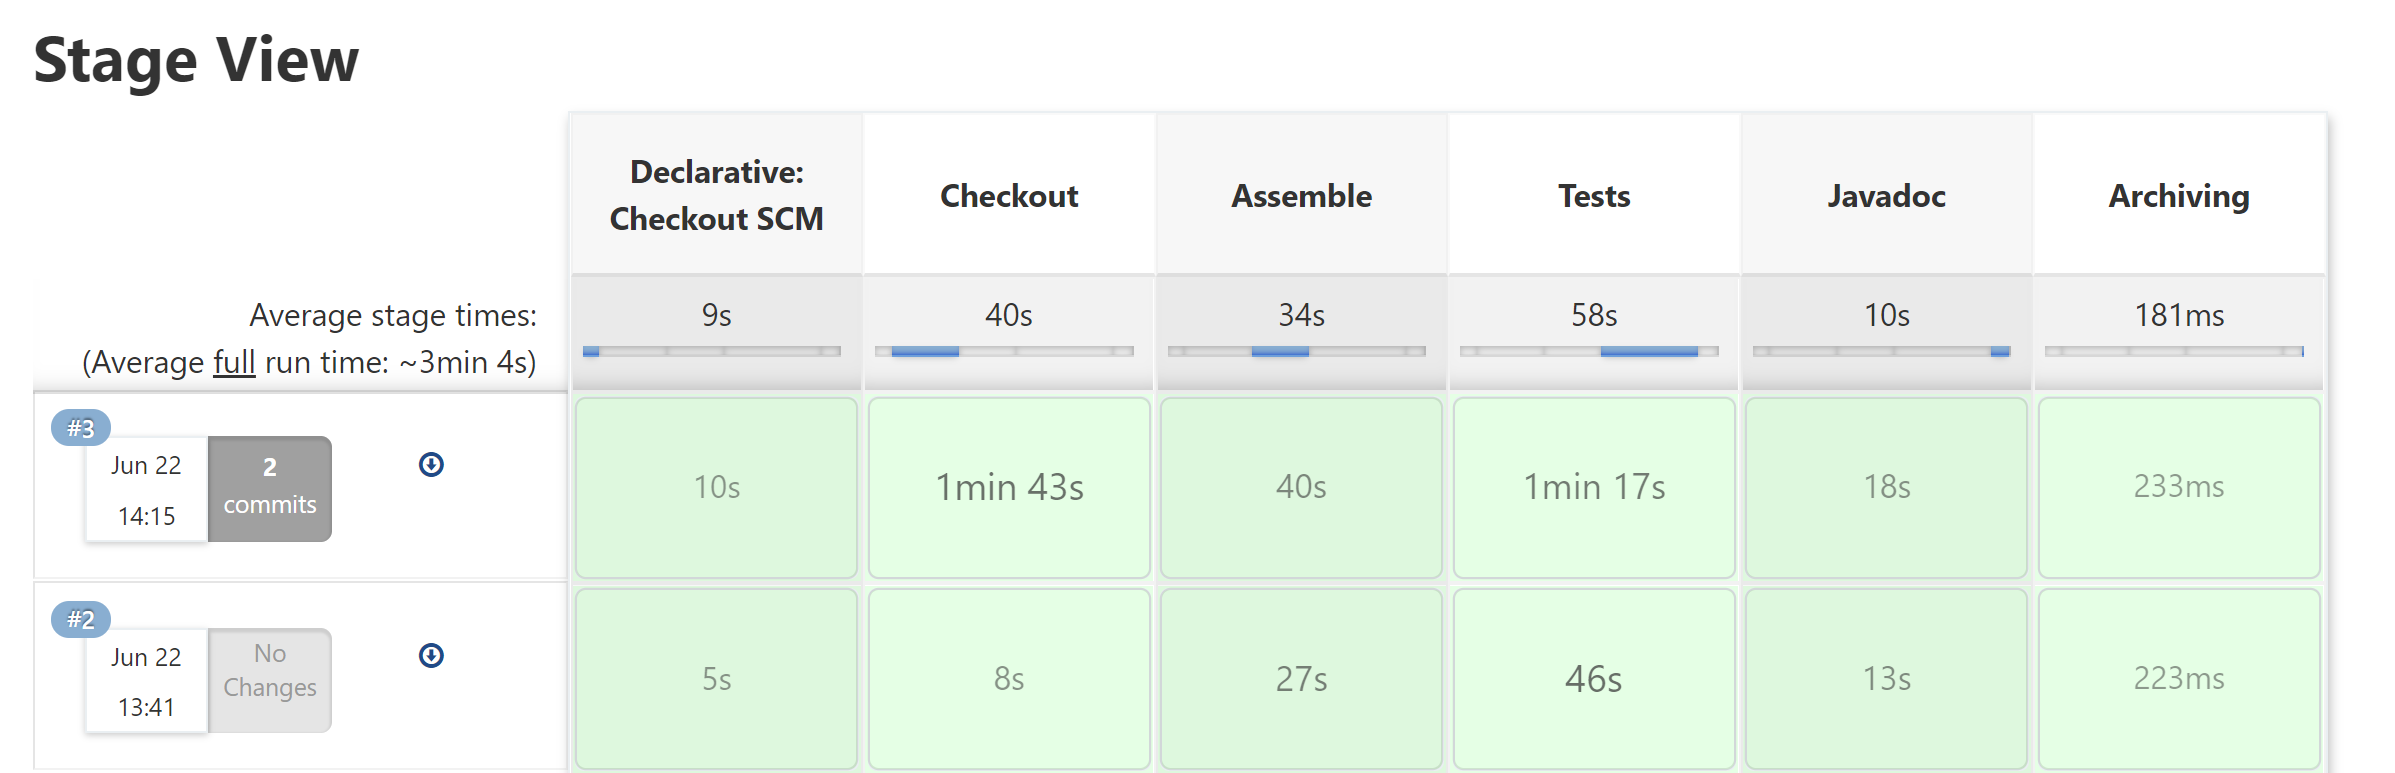 Stage View
Declarative:
Checkout SCM
Checkout
Assemble
Tests
Javadoc
Archiving
Average stage times:
(Average full run time: ~3min 4s)
9s
40s
34s
58s
10s
181ms
#3
Jun 22
14:15
2
commits
10s
1min 43s
40s
1min 17s
18s
233ms
#2
Jun 22
13:41
No
Changes
5s
8s
27s
46s
13s
223ms